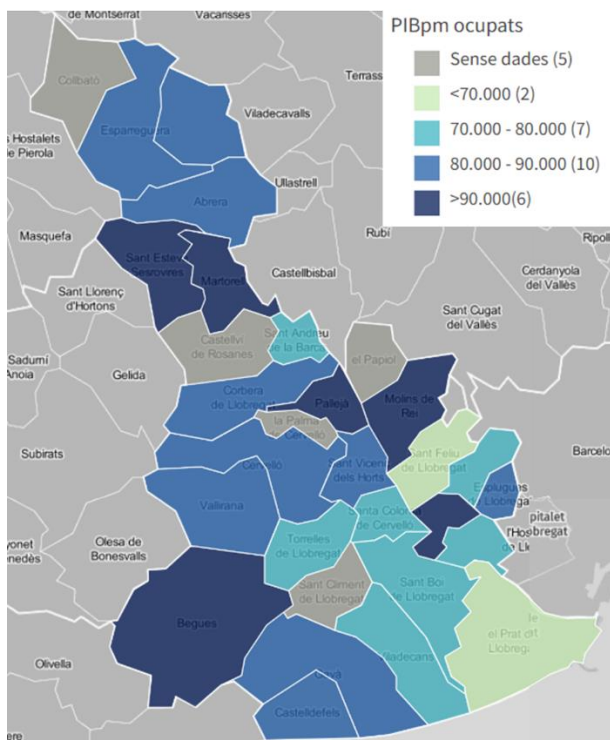 PIBpm ocupats
Sense dades (5)
<70.000 (2)
70.000 - 80.000 (7)
80.000 - 90.000 (10)
>90.000(6)
de Montserrat
Vacarisses
Collbató
Terrass
Esparreguera
Viladecavalls
s Hostalets
de Pierola
Ullastrell
Abrera
Rubí
Ripoll
Masquefa
Sant Esteve
Sesrovires
Martorell
Castellbisbal
Cerdanyola
del Vallès
Sant Llorenç
d'Hortons
Sant Cugat
del Vallès
Castellví
de Rosanes
Sant Andreu
de la Barca
el Papiol
Sadurní
Anoia
Gelida
Corbera
de Llobregat
Pallejà
Molins de
Rei
la Palma
de Cervelló
Sant Feliu
de Llobregat
Barcelo
Subirats
Cervelló
Sant Vicenç
dels Horts
Esplugues
de Llobregat
Vallirana
Santa Coloma
de Cervelló
pitalet
obregat
l'Hos
de Ll
Olesa de
Bonesvalls
Torrelles
de Llobregat
Sant Climent
de Llobregat
Sant Boi
de Llobregat
Begues
el Prat de
Llobregat
Olivella
Gavà
Viladecans
Castelldefels
ere